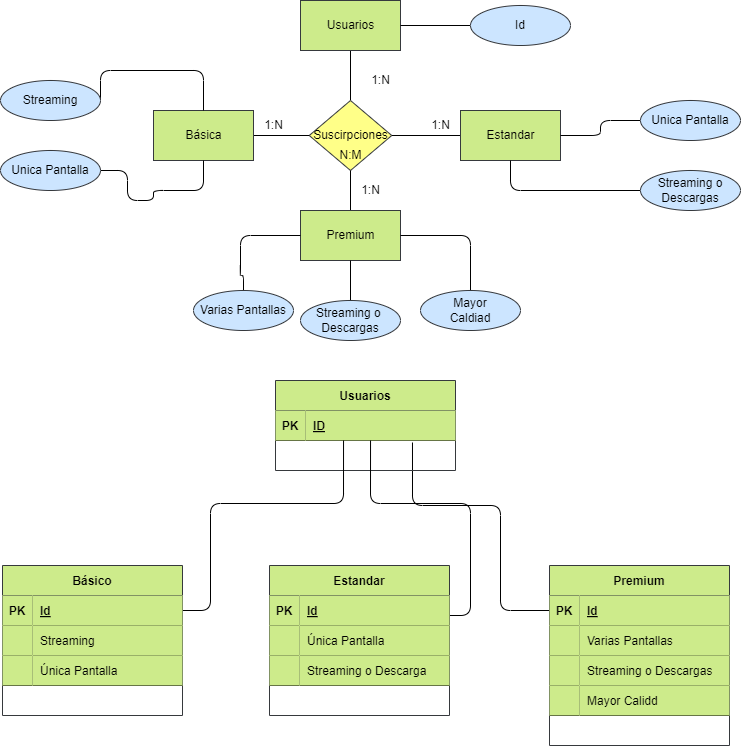 Usuarios
Id
1:N
Streaming
Básica
1:N
Suscirpciones
N:M
1:N
Estandar
Unica Pantalla
Unica Pantalla
Streaming o
Descargas
1:N
Premium
Varias Pantallas
Streaming o
Descargas
Mayor
Caldiad
Usuarios
PK ID
Básico
PK Id
Streaming
Única Pantalla
Estandar
PK Id
Única Pantalla
Streaming o Descarga
Premium
PK Id
Varias Pantallas
Streaming o Descargas
Mayor Calidd